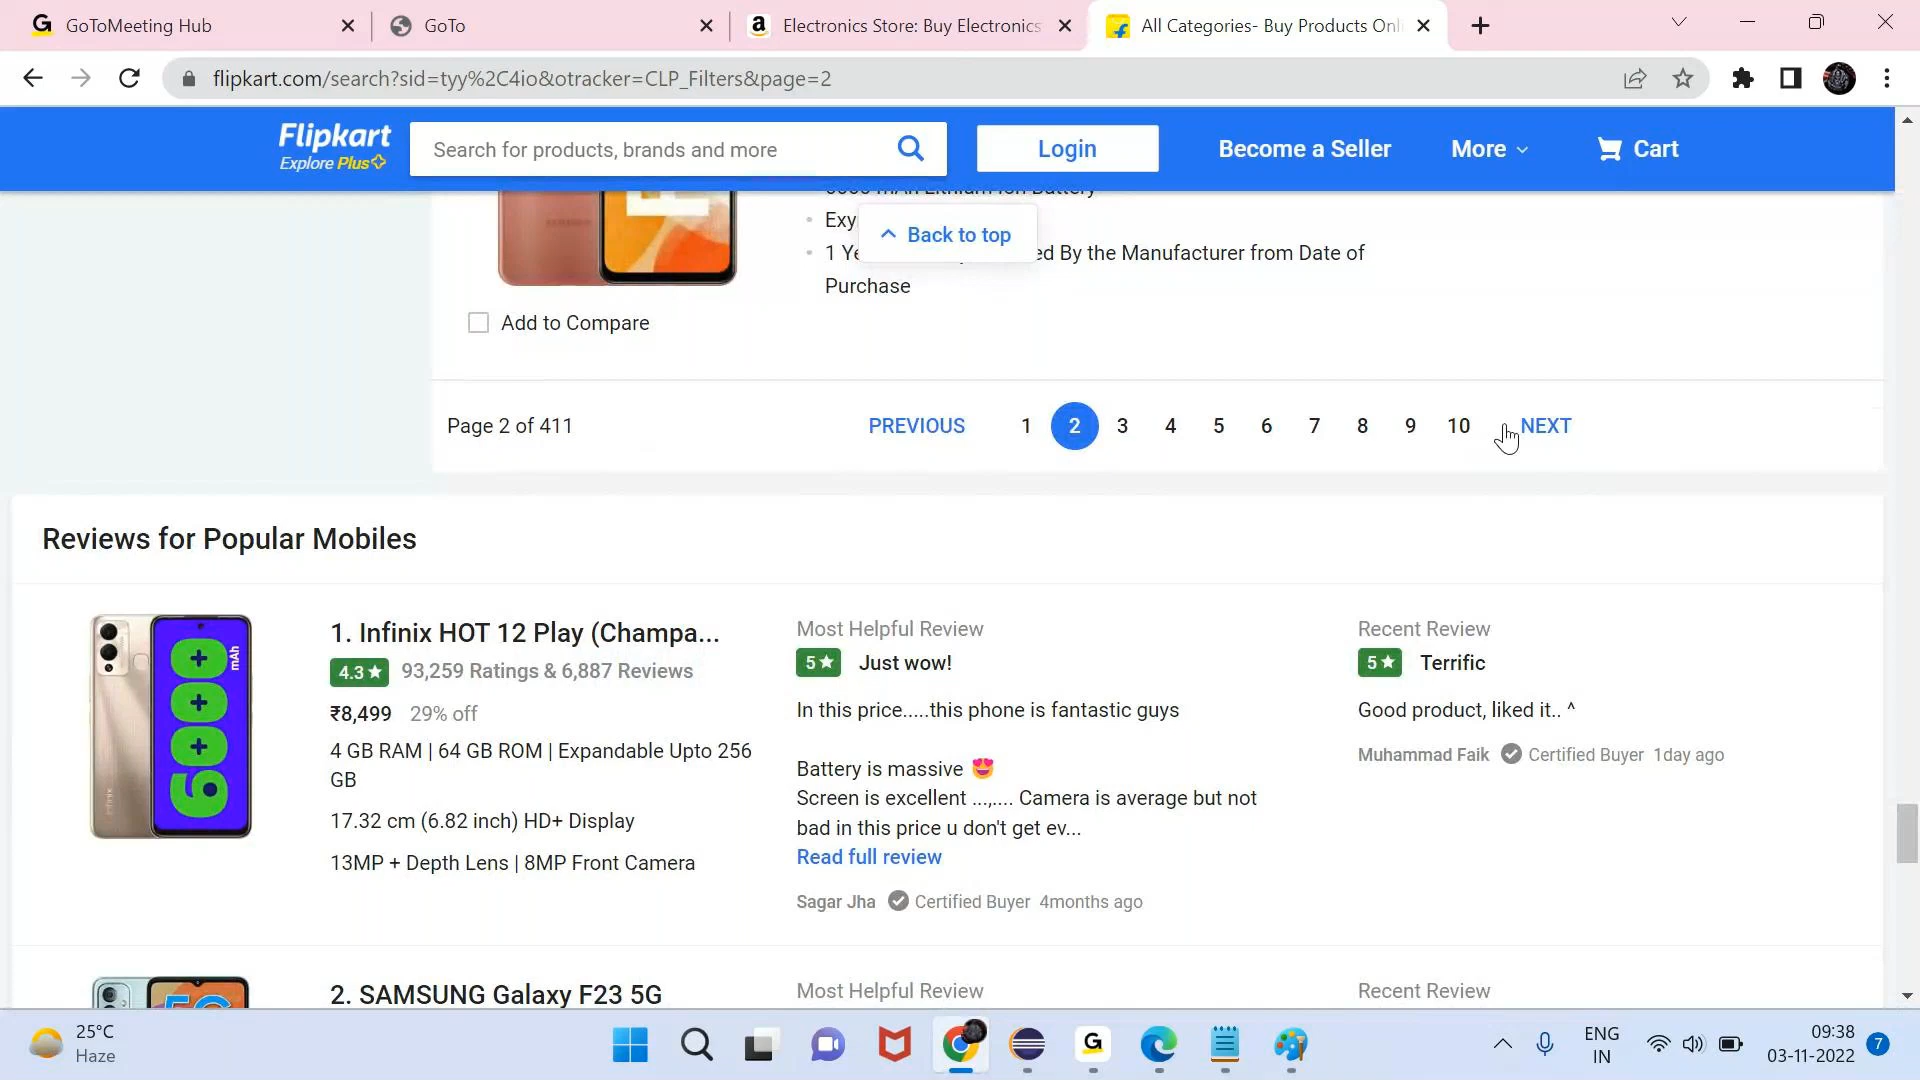 GoToMeeting Hub
GoTo
Electronics Store: Buy Electronics
All Categories- Buy Products Onl
flipkart.com/search?sid=tyy%2C4io&otracker=CLP_Filters&page=2
Flipkart
Explore Plus
Search for products, brands and more
Login
Become a Seller
More
Cart
Back to top
Exy
1 Ye
ed By the Manufacturer from Date of
Purchase
Add to Compare
Page 2 of 411
PREVIOUS 1 2 3 4 5 6 7 8 9 10 NEXT
Reviews for Popular Mobiles
6000 mAh
1. Infinix HOT 12 Play (Champa...
4.3★ 93,259 Ratings & 6,887 Reviews
₹8,499 29% off
4 GB RAM | 64 GB ROM | Expandable Upto 256
GB
17.32 cm (6.82 inch) HD+ Display
13MP + Depth Lens | 8MP Front Camera
Most Helpful Review
5★ Just wow!
In this price.....this phone is fantastic guys
Battery is massive 😍
Screen is excellent ...,.... Camera is average but not
bad in this price u don't get ev...
Read full review
Sagar Jha Certified Buyer 4months ago
Recent Review
5★ Terrific
Good product, liked it.. ^
Muhammad Faik Certified Buyer 1day ago
5G
2. SAMSUNG Galaxy F23 5G
Most Helpful Review
Recent Review
25°C
Haze
ENG
IN
09:38
03-11-2022
7